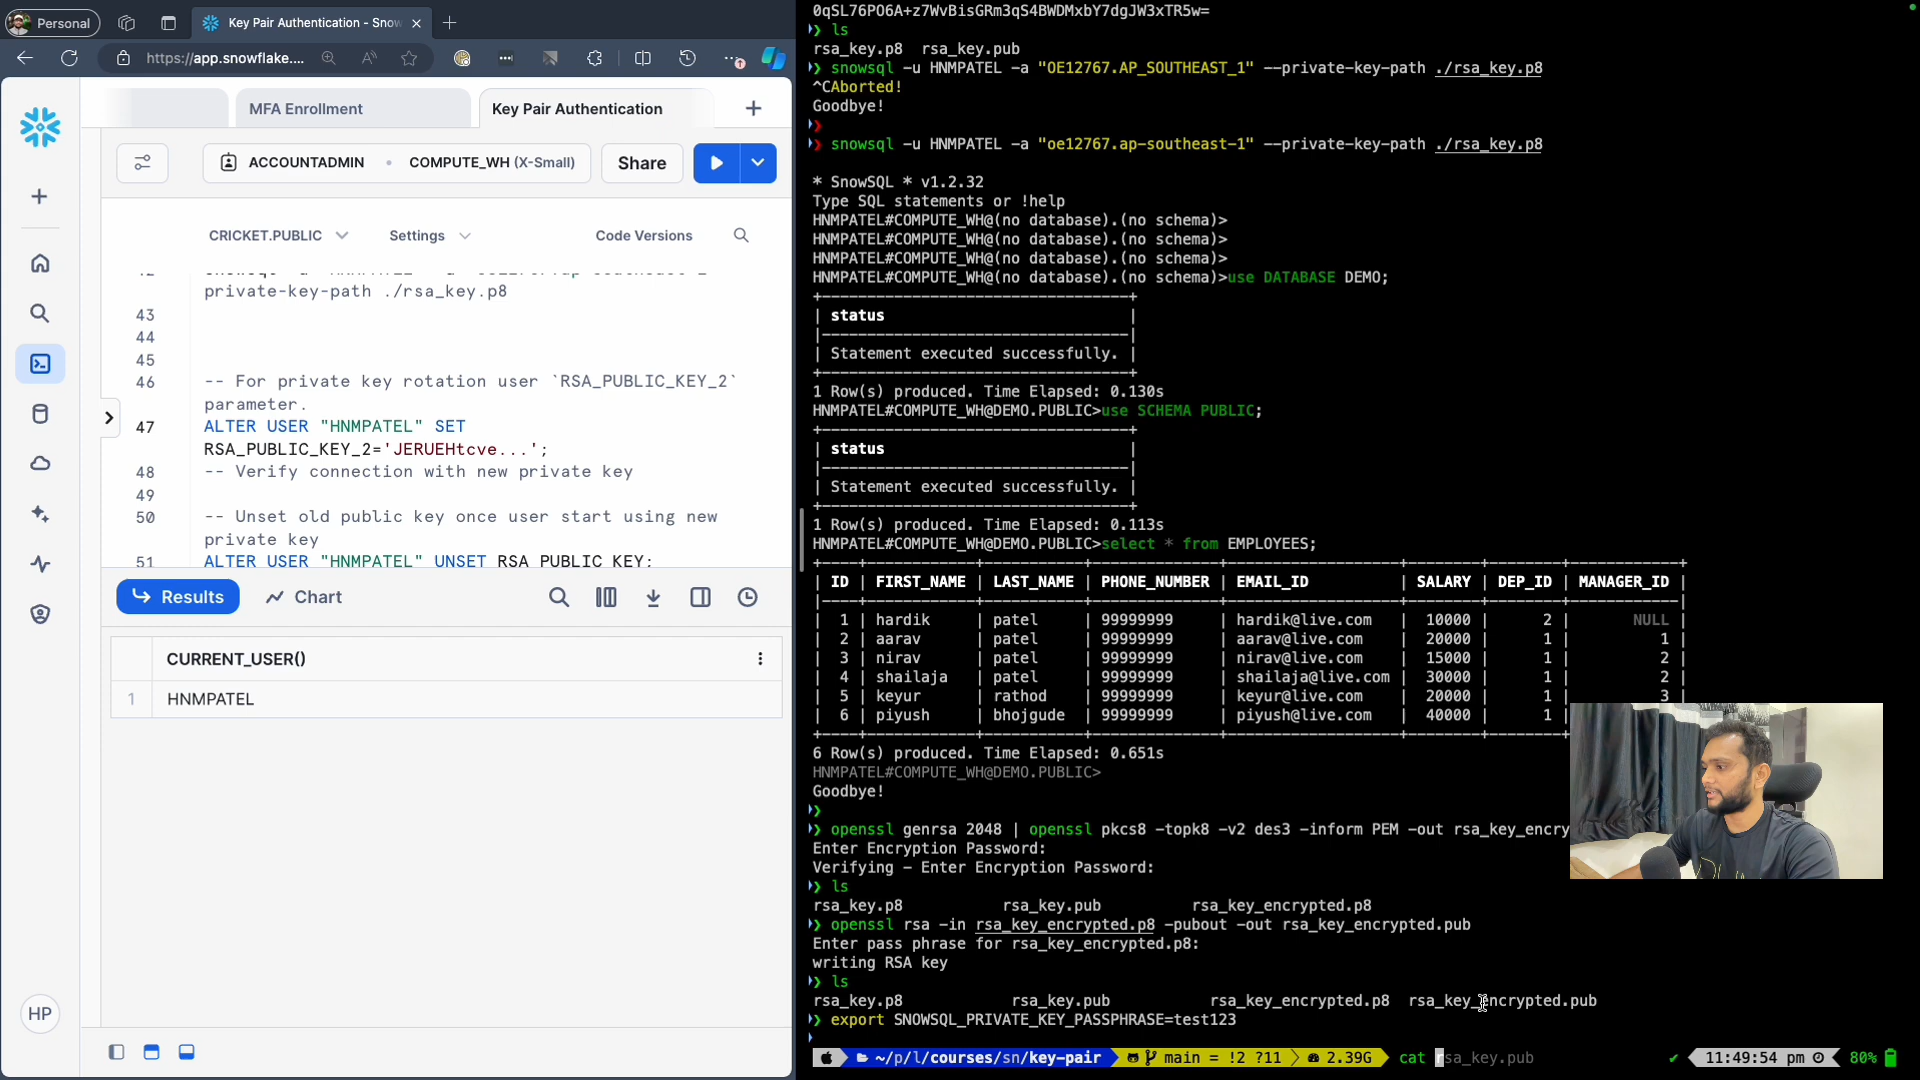 Personal
Key Pair Authentication - Snow
https://app.snowflake....
MFA Enrollment
Key Pair Authentication
ACCOUNTADMIN
COMPUTE_WH (X-Small)
Share
CRICKET.PUBLIC
Settings
Code Versions
private-key-path ./rsa_key.p8
43
44
45
46 -- For private key rotation user `RSA_PUBLIC_KEY_2`
parameter.
47 ALTER USER "HNMPATEL" SET
RSA_PUBLIC_KEY_2='JERUEHtcve...';
48 -- Verify connection with new private key
49
50 -- Unset old public key once user start using new
private key
51 ALTER USER "HNMPATEL" UNSET RSA_PUBLIC_KEY;
Results
Chart
CURRENT_USER()
1 HNMPATEL
HP
0qSL76PO6A+z7WvBisGRm3qS4BWDMxbY7dgJW3xTR5w=
❯ ls
rsa_key.p8 rsa_key.pub
❯ snowsql -u HNMPATEL -a "OE12767.AP_SOUTHEAST_1" --private-key-path ./rsa_key.p8
^CAborted!
Goodbye!
❯
❯ snowsql -u HNMPATEL -a "oe12767.ap-southeast-1" --private-key-path ./rsa_key.p8
* SnowSQL * v1.2.32
Type SQL statements or !help
HNMPATEL#COMPUTE_WH@(no database).(no schema)>
HNMPATEL#COMPUTE_WH@(no database).(no schema)>
HNMPATEL#COMPUTE_WH@(no database).(no schema)>
HNMPATEL#COMPUTE_WH@(no database).(no schema)>use DATABASE DEMO;
| status |
| Statement executed successfully. |
1 Row(s) produced. Time Elapsed: 0.130s
HNMPATEL#COMPUTE_WH@DEMO.PUBLIC>use SCHEMA PUBLIC;
| status |
| Statement executed successfully. |
1 Row(s) produced. Time Elapsed: 0.113s
HNMPATEL#COMPUTE_WH@DEMO.PUBLIC>select * from EMPLOYEES;
| ID | FIRST_NAME | LAST_NAME | PHONE_NUMBER | EMAIL_ID | SALARY | DEP_ID | MANAGER_ID |
| 1 | hardik | patel | 99999999 | hardik@live.com | 10000 | 2 | NULL |
| 2 | aarav | patel | 99999999 | aarav@live.com | 20000 | 1 | 1 |
| 3 | nirav | patel | 99999999 | nirav@live.com | 15000 | 1 | 2 |
| 4 | shailaja | patel | 99999999 | shailaja@live.com | 30000 | 1 | 2 |
| 5 | keyur | rathod | 99999999 | keyur@live.com | 20000 | 1 | 3 |
| 6 | piyush | bhojgude | 99999999 | piyush@live.com | 40000 | 1 |
6 Row(s) produced. Time Elapsed: 0.651s
HNMPATEL#COMPUTE_WH@DEMO.PUBLIC>
Goodbye!
❯
❯ openssl genrsa 2048 | openssl pkcs8 -topk8 -v2 des3 -inform PEM -out rsa_key_encry
Enter Encryption Password:
Verifying - Enter Encryption Password:
❯ ls
rsa_key.p8 rsa_key.pub rsa_key_encrypted.p8
❯ openssl rsa -in rsa_key_encrypted.p8 -pubout -out rsa_key_encrypted.pub
Enter pass phrase for rsa_key_encrypted.p8:
writing RSA key
❯ ls
rsa_key.p8 rsa_key.pub rsa_key_encrypted.p8 rsa_key_encrypted.pub
❯ export SNOWSQL_PRIVATE_KEY_PASSPHRASE=test123
~/p/l/courses/sn/key-pair main = !2 ?11 2.39G cat rsa_key.pub ✔ 11:49:54 pm 80%